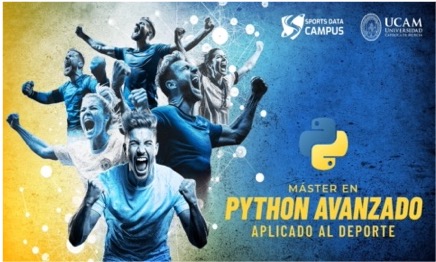 SPORTS DATA
CAMPUS
UCAM
UNIVERSIDAD
CATÓLICA DE MURCIA
MÁSTER EN
PYTHON AVANZADO
APLICADO AL DEPORTE